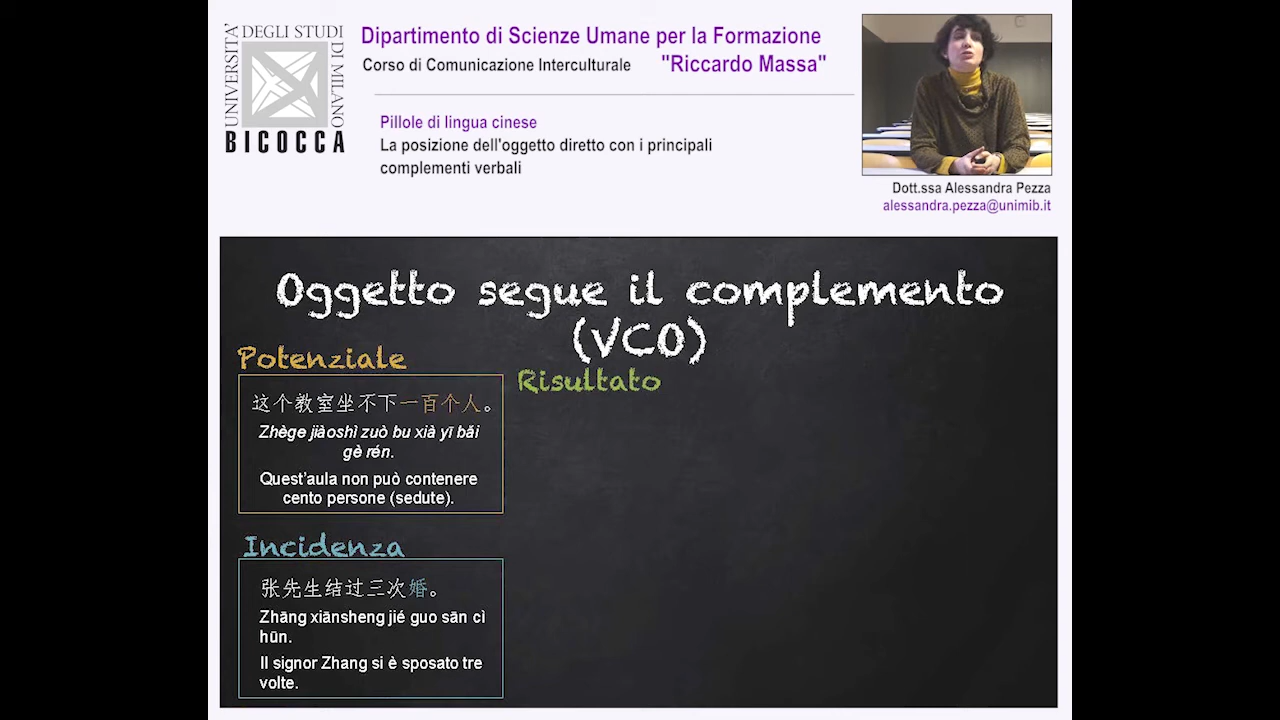 UNIVERSITA'
DEGLI STUDI
DI MILANO
BICOCCA
Dipartimento di Scienze Umane per la Formazione
Corso di Comunicazione Interculturale "Riccardo Massa"
Pillole di lingua cinese
La posizione dell'oggetto diretto con i principali
complementi verbali
Dott.ssa Alessandra Pezza
alessandra.pezza@unimib.it
Oggetto segue il complemento
(VCO)
Potenziale
这个教室坐不下一百个人。
Zhège jiàoshì zuò bu xià yī bǎi
gè rén.
Quest'aula non può contenere
cento persone (sedute).
Incidenza
张先生结过三次婚。
Zhāng xiānsheng jié guo sān cì
hūn.
Il signor Zhang si è sposato tre
volte.
Risultato